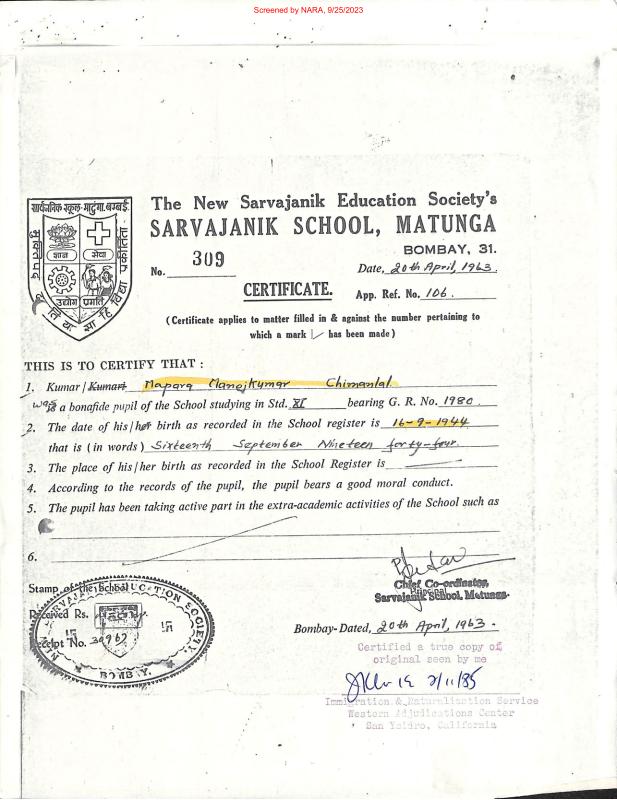 Screened by NARA, 9/25/2023
सार्वजनिक स्कूल-माटुंगा, बम्बई.
ज्ञान सेवा
उद्योग प्रगति
The New Sarvajanik Education Society's
SARVAJANIK SCHOOL, MATUNGA
BOMBAY, 31.
No. 309
Date, 20th April, 1963.
CERTIFICATE.
App. Ref. No. 106.
(Certificate applies to matter filled in & against the number pertaining to
which a mark ✓ has been made)
THIS IS TO CERTIFY THAT :
1. Kumar/Kumari Mapara Manojkumar Chimanlal
was a bonafide pupil of the School studying in Std. XI bearing G. R. No. 1980
2. The date of his/her birth as recorded in the School register is 16-9-1944
that is (in words) Sixteenth September Nineteen forty-four.
3. The place of his/her birth as recorded in the School Register is
4. According to the records of the pupil, the pupil bears a good moral conduct.
5. The pupil has been taking active part in the extra-academic activities of the School such as
6.
Chief Co-ordinator,
Principal
Sarvajanik School, Matunga.
Stamp of the School
EDUCATION SOCIETY.
BOMBAY.
Received Rs.
Receipt No. 30967
Bombay-Dated, 20th April, 1963.
Certified a true copy of
original seen by me
2/11/85
Immigration & Naturalization Service
Western Adjudications Center
San Ysidro, California